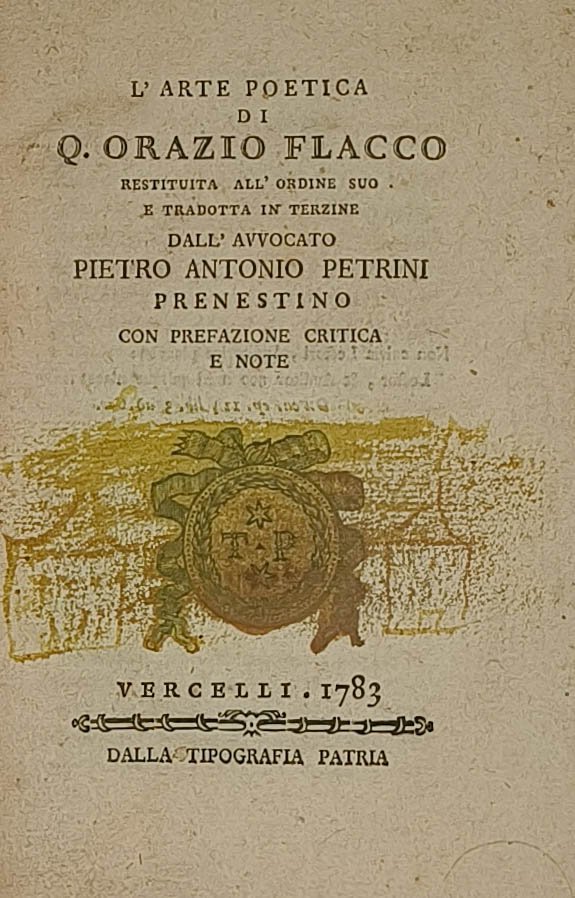 L' ARTE POETICA
DI
Q. ORAZIO FLACCO
RESTITUITA ALL' ORDINE SUO
E TRADOTTA IN TERZINE
DALL' AVVOCATO
PIETRO ANTONIO PETRINI
PRENESTINO
CON PREFAZIONE CRITICA
E NOTE
T. P
VERCELLI. 1783
DALLA TIPOGRAFIA PATRIA